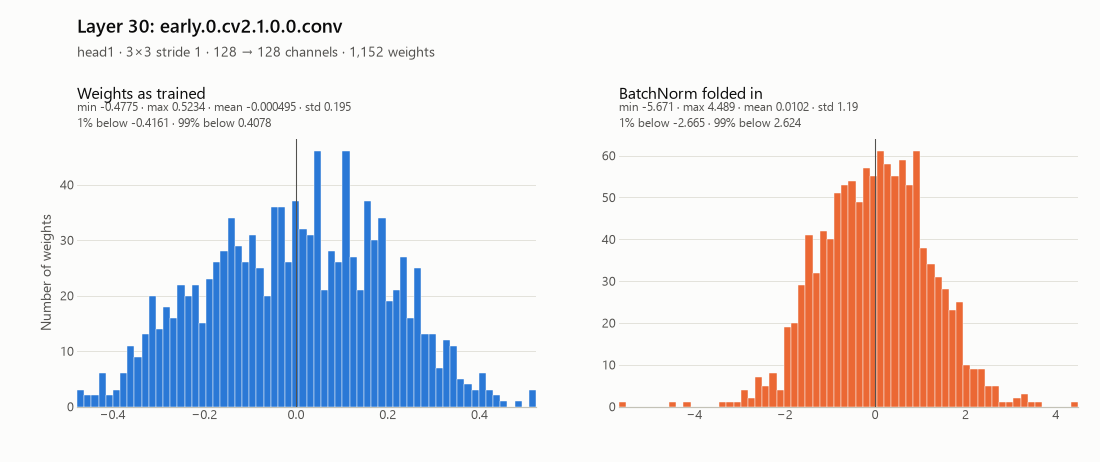 Layer 30: early.0.cv2.1.0.0.conv
head1 · 3×3 stride 1 · 128 → 128 channels · 1,152 weights
Weights as trained
min -0.4775 · max 0.5234 · mean -0.000495 · std 0.195
1% below -0.4161 · 99% below 0.4078
Number of weights
40
30
20
10
0
−0.4
−0.2
0.0
0.2
0.4
BatchNorm folded in
min -5.671 · max 4.489 · mean 0.0102 · std 1.19
1% below -2.665 · 99% below 2.624
60
50
40
30
20
10
0
−4
−2
0
2
4